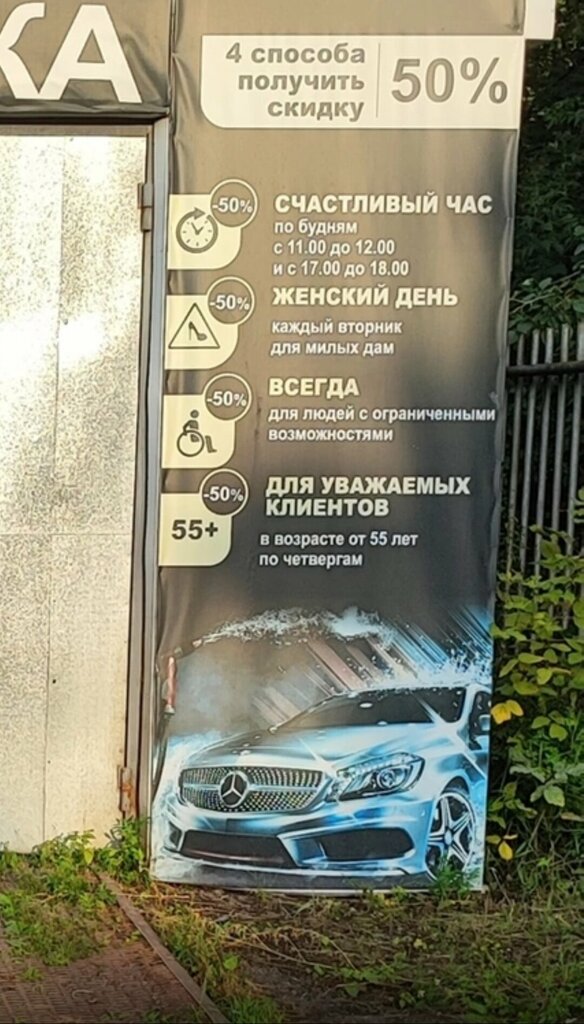 КА
4 способа
получить
скидку
50%
-50%
СЧАСТЛИВЫЙ ЧАС
по будням
с 11.00 до 12.00
и с 17.00 до 18.00
-50%
ЖЕНСКИЙ ДЕНЬ
каждый вторник
для милых дам
-50%
ВСЕГДА
для людей с ограниченными
возможностями
-50%
55+
ДЛЯ УВАЖАЕМЫХ
КЛИЕНТОВ
в возрасте от 55 лет
по четвергам